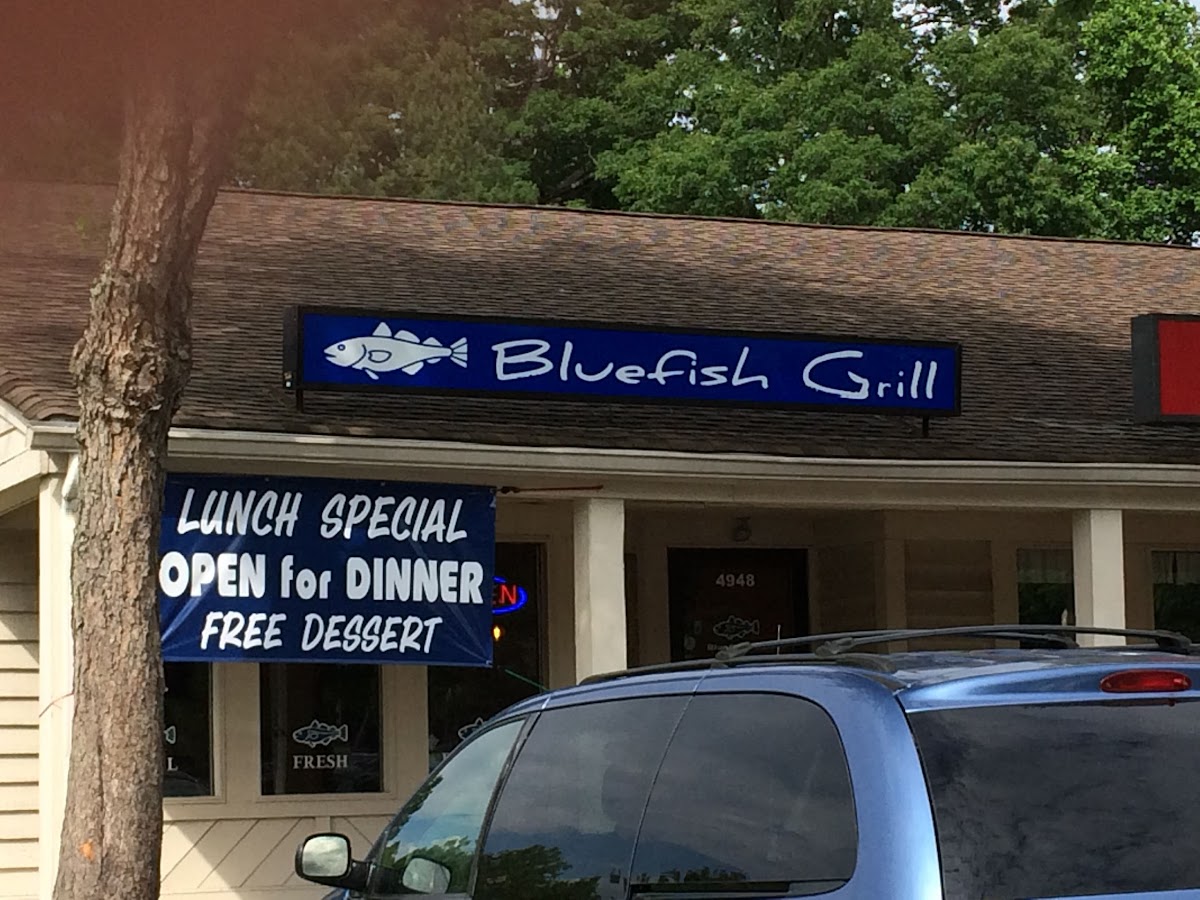 Bluefish Grill
LUNCH SPECIAL
OPEN for DINNER
FREE DESSERT
4948
FRESH